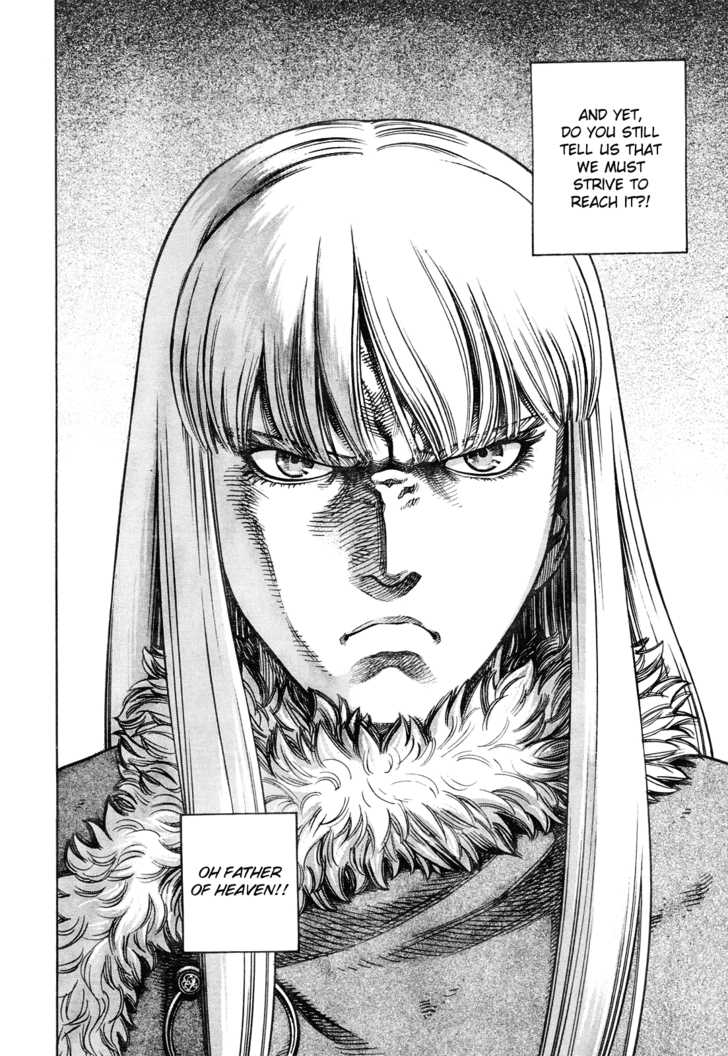 AND YET,
DO YOU STILL
TELL US THAT
WE MUST
STRIVE TO
REACH IT?!
OH FATHER
OF HEAVEN!!